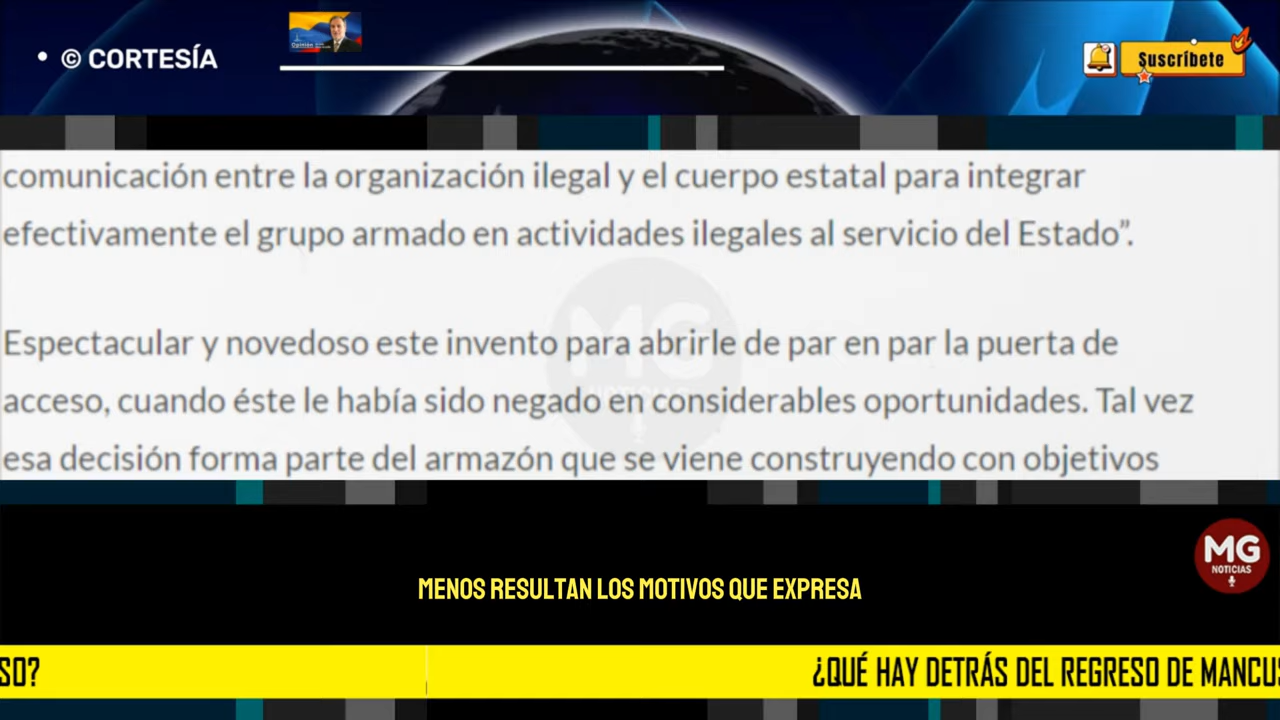 • © CORTESÍA
Opinión
Suscríbete
comunicación entre la organización ilegal y el cuerpo estatal para integrar
efectivamente el grupo armado en actividades ilegales al servicio del Estado”.
MG
NOTICIAS
Espectacular y novedoso este invento para abrirle de par en par la puerta de
acceso, cuando éste le había sido negado en considerables oportunidades. Tal vez
esa decisión forma parte del armazón que se viene construyendo con objetivos
MG
NOTICIAS
MENOS RESULTAN LOS MOTIVOS QUE EXPRESA
SO?
¿QUÉ HAY DETRÁS DEL REGRESO DE MANCUS